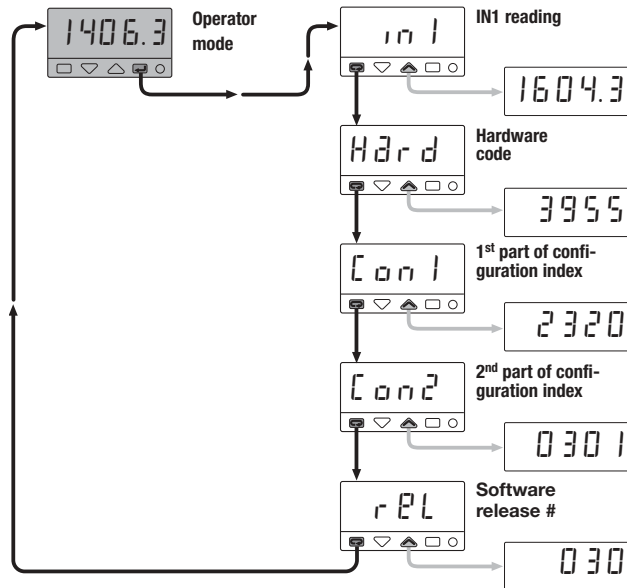 1406.3
Operator
mode
in1
IN1 reading
1604.3
Hard
Hardware
code
3955
Con1
1st part of confi-
guration index
2320
Con2
2nd part of confi-
guration index
0301
rEL
Software
release #
030